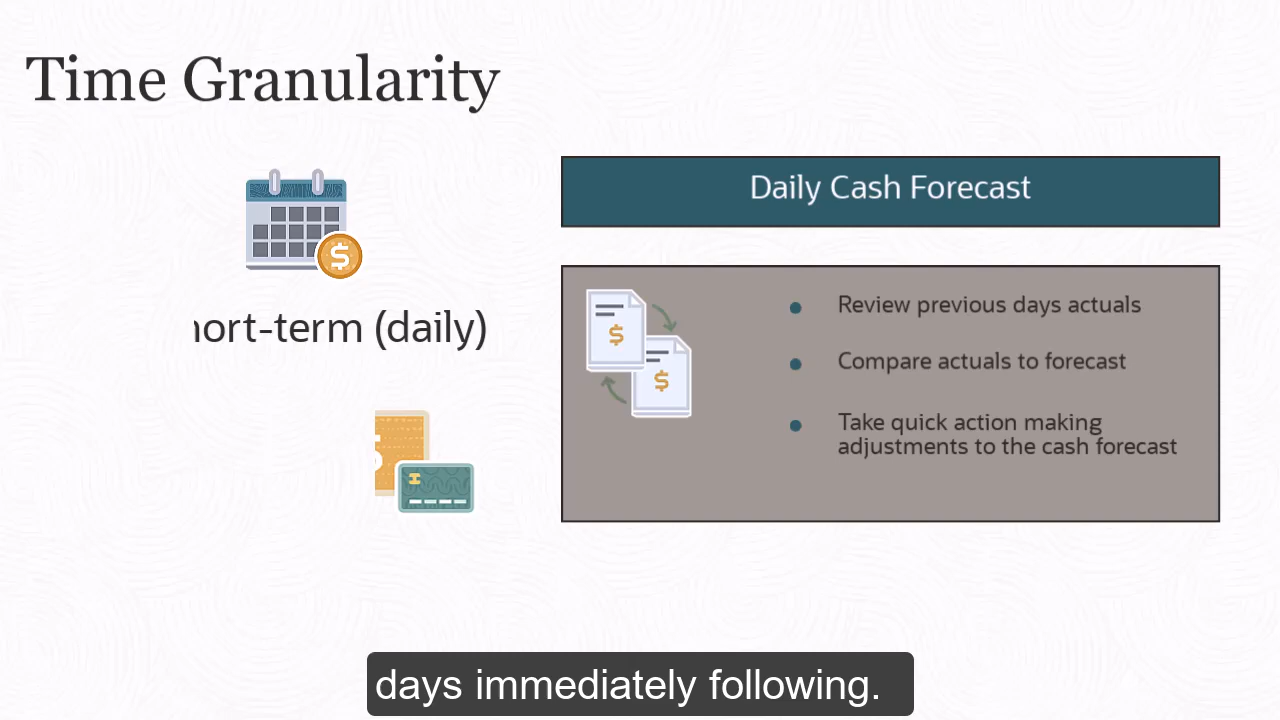 Time Granularity
Daily Cash Forecast
hort-term (daily)
Review previous days actuals
Compare actuals to forecast
Take quick action making
adjustments to the cash forecast
days immediately following.